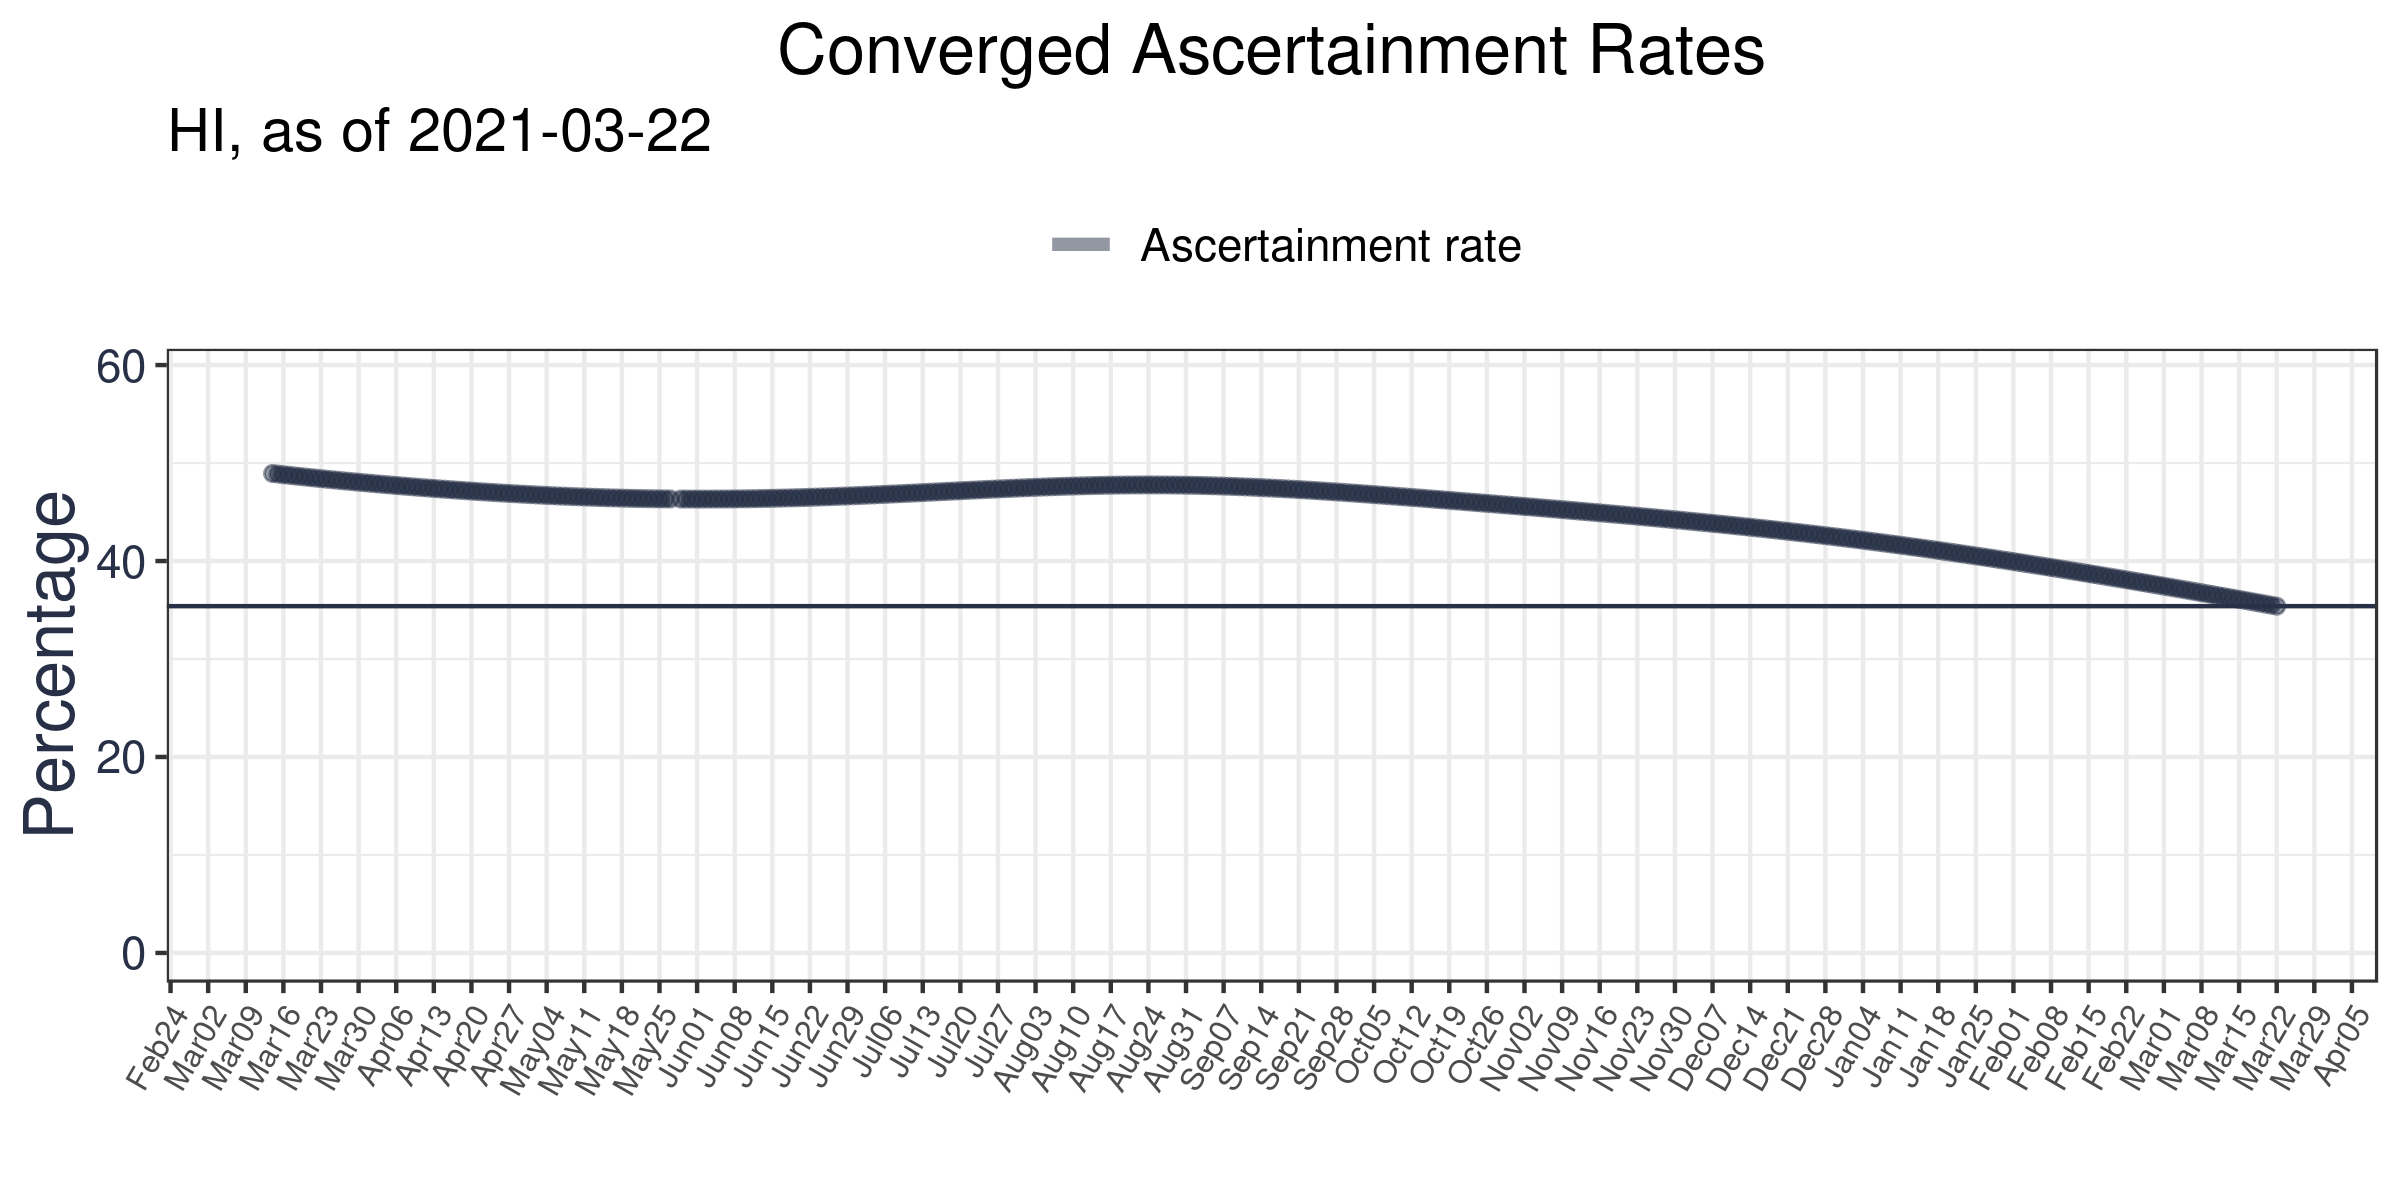 Converged Ascertainment Rates
HI, as of 2021-03-22
Ascertainment rate
Percentage
60
40
20
0
Feb24
Mar02
Mar09
Mar16
Mar23
Mar30
Apr06
Apr13
Apr20
Apr27
May04
May11
May18
May25
Jun01
Jun08
Jun15
Jun22
Jun29
Jul06
Jul13
Jul20
Jul27
Aug03
Aug10
Aug17
Aug24
Aug31
Sep07
Sep14
Sep21
Sep28
Oct05
Oct12
Oct19
Oct26
Nov02
Nov09
Nov16
Nov23
Nov30
Dec07
Dec14
Dec21
Dec28
Jan04
Jan11
Jan18
Jan25
Feb01
Feb08
Feb15
Feb22
Mar01
Mar08
Mar15
Mar22
Mar29
Apr05